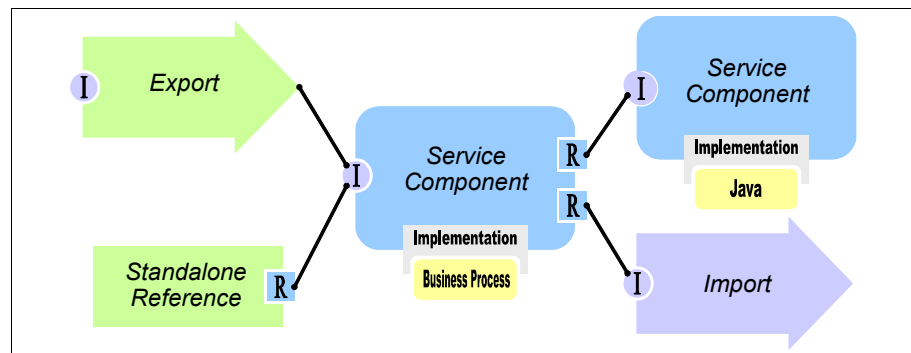 I
Export
Standalone
Reference
R
I
Service
Component
R
R
Implementation
Business Process
I
Service
Component
Implementation
Java
I
Import